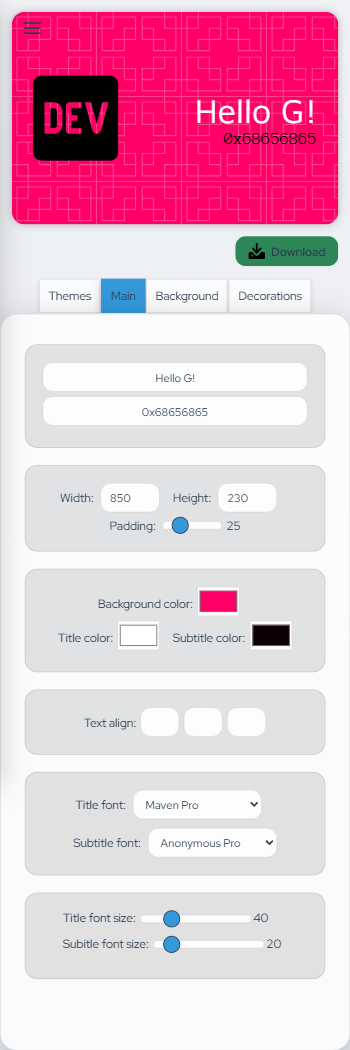 DEV
Hello G!
0x68656865
Download
Themes Main Background Decorations
Hello G!
0x68656865
Width: 850 Height: 230
Padding: 25
Background color:
Title color: Subtitle color:
Text align:
Title font: Maven Pro
Subtitle font: Anonymous Pro
Title font size: 40
Subitle font size: 20